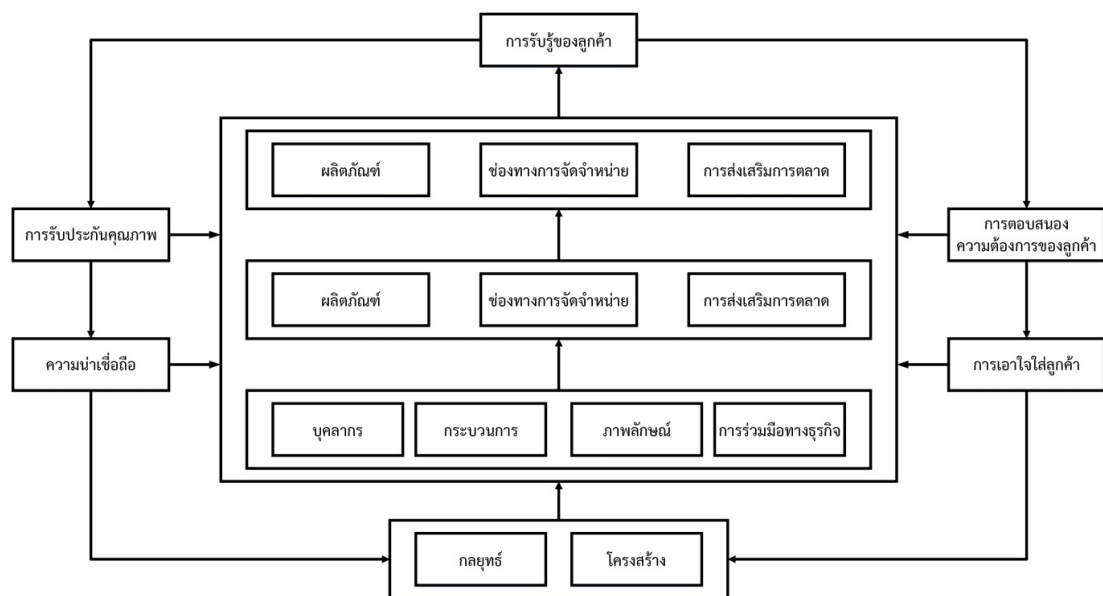 การรับรู้ของลูกค้า
ผลิตภัณฑ์
ช่องทางการจัดจำหน่าย
การส่งเสริมการตลาด
การรับประกันคุณภาพ
การตอบสนอง
ความต้องการของลูกค้า
ผลิตภัณฑ์
ช่องทางการจัดจำหน่าย
การส่งเสริมการตลาด
ความน่าเชื่อถือ
การเอาใจใส่ลูกค้า
บุคลากร
กระบวนการ
ภาพลักษณ์
การร่วมมือทางธุรกิจ
กลยุทธ์
โครงสร้าง